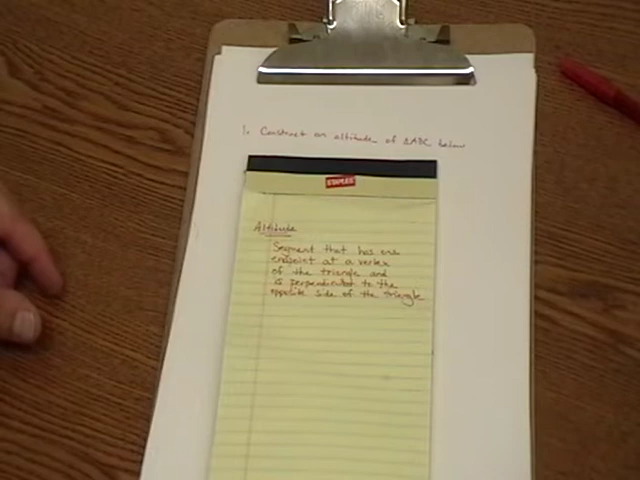 1. Construct an altitude of ΔABC below
STAPLES
Altitude
Segment that has one
endpoint at a vertex
of the triangle and
is perpendicular to the
opposite side of the triangle